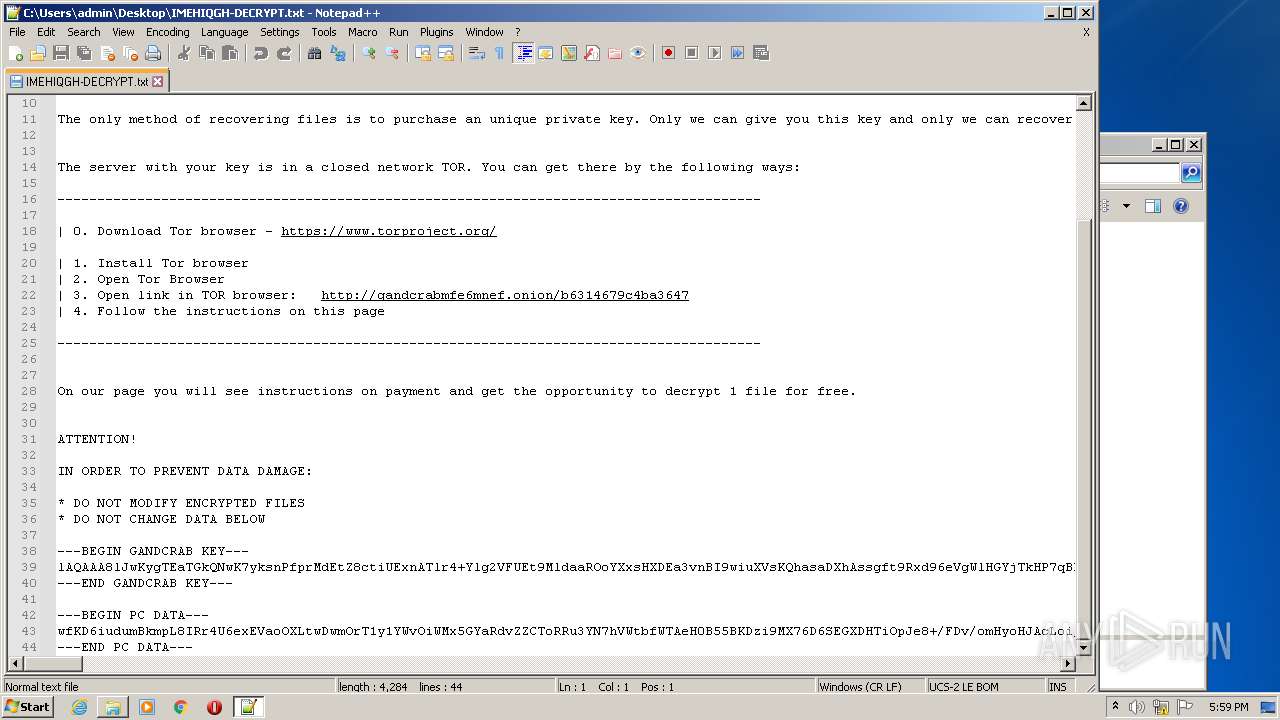 C:\Users\admin\Desktop\IMEHIQGH-DECRYPT.txt - Notepad++
File Edit Search View Encoding Language Settings Tools Macro Run Plugins Window ? X
IMEHIQGH-DECRYPT.txt
10
11 The only method of recovering files is to purchase an unique private key. Only we can give you this key and only we can recover
12
13
14 The server with your key is in a closed network TOR. You can get there by the following ways:
15
16 ----------------------------------------------------------------------------------------
17
18 | 0. Download Tor browser - https://www.torproject.org/
19
20 | 1. Install Tor browser
21 | 2. Open Tor Browser
22 | 3. Open link in TOR browser: http://gandcrabmfe6mnef.onion/b6314679c4ba3647
23 | 4. Follow the instructions on this page
24
25 ----------------------------------------------------------------------------------------
26
27
28 On our page you will see instructions on payment and get the opportunity to decrypt 1 file for free.
29
30
31 ATTENTION!
32
33 IN ORDER TO PREVENT DATA DAMAGE:
34
35 * DO NOT MODIFY ENCRYPTED FILES
36 * DO NOT CHANGE DATA BELOW
37
38 ---BEGIN GANDCRAB KEY---
39
40 ---END GANDCRAB KEY---
41
42 ---BEGIN PC DATA---
43
44 ---END PC DATA---
ANY RUN
Normal text file length : 4,284 lines : 44 Ln : 1 Col : 1 Pos : 1 Windows (CR LF) UCS-2 LE BOM INS
Start 5:59 PM